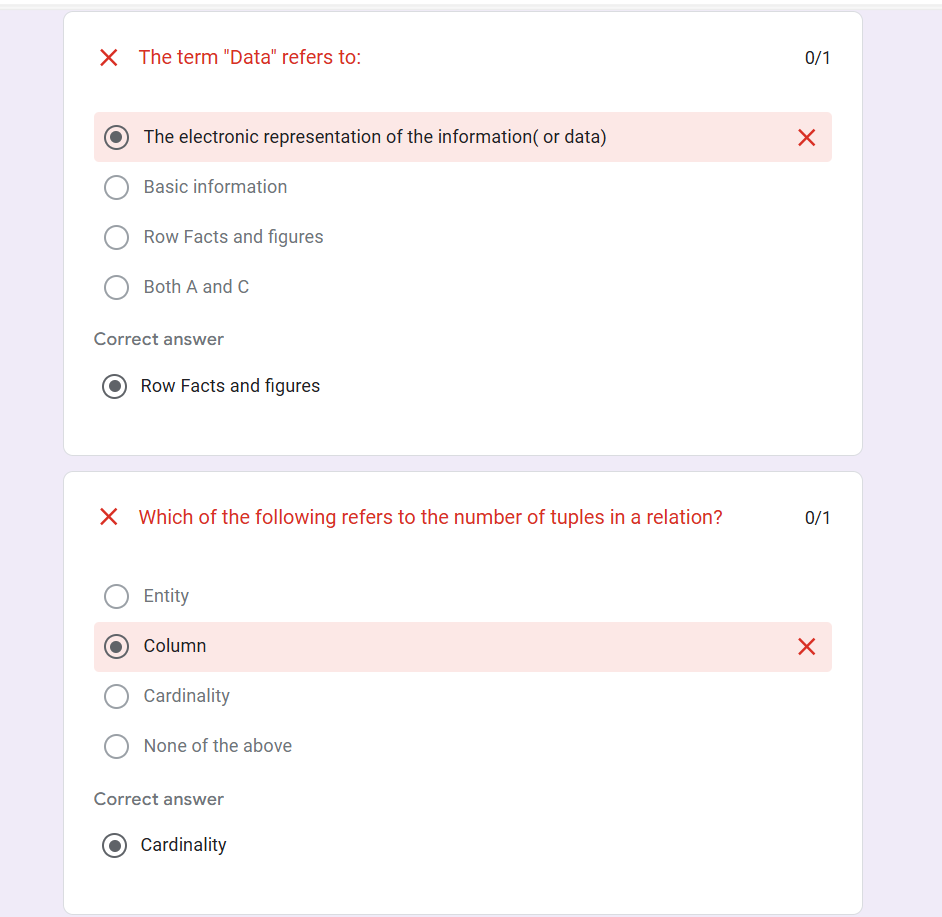 The term "Data" refers to:
0/1
The electronic representation of the information( or data)
Basic information
Row Facts and figures
Both A and C
Correct answer
Row Facts and figures
Which of the following refers to the number of tuples in a relation?
0/1
Entity
Column
Cardinality
None of the above
Correct answer
Cardinality